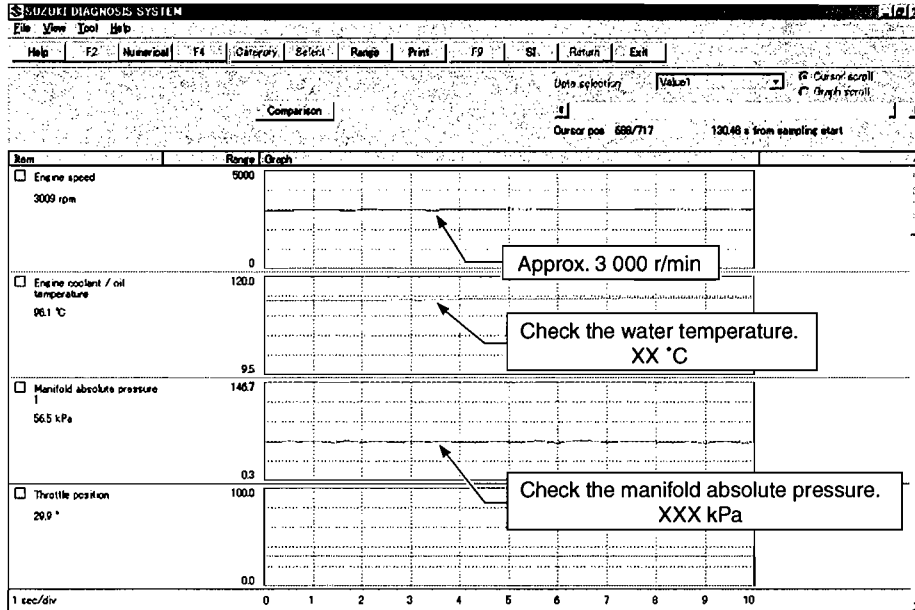 SUZUKI DIAGNOSIS SYSTEM
File View Tool Help
Help F2 Numerical F4 Category Select Range Print F9 SI Return Exit
Data selection Value1 Cursor scroll
Graph scroll
Comparison
Cursor pos 688/717 130.48 s from sampling start
Item Range Graph
Engine speed 5000
3009 rpm
Approx. 3 000 r/min
0
Engine coolant / oil temperature 120.0
96.1 °C
Check the water temperature.
XX °C
9.5
Manifold absolute pressure 1 146.7
56.5 kPa
0.3
Check the manifold absolute pressure.
XXX kPa
Throttle position 100.0
29.9 °
0.0
1 sec/div 0 1 2 3 4 5 6 7 8 9 10